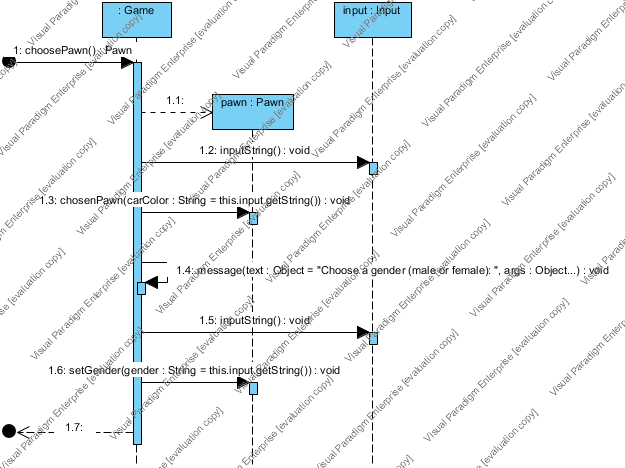 : Game
input : Input
1: choosePawn() : Pawn
1.1:
pawn : Pawn
1.2: inputString() : void
1.3: chosenPawn(carColor : String = this.input.getString()) : void
1.4: message(text : Object = "Choose a gender (male or female): ", args : Object...) : void
1.5: inputString() : void
1.6: setGender(gender : String = this.input.getString()) : void
1.7:
Visual Paradigm Enterprise [evaluation copy]